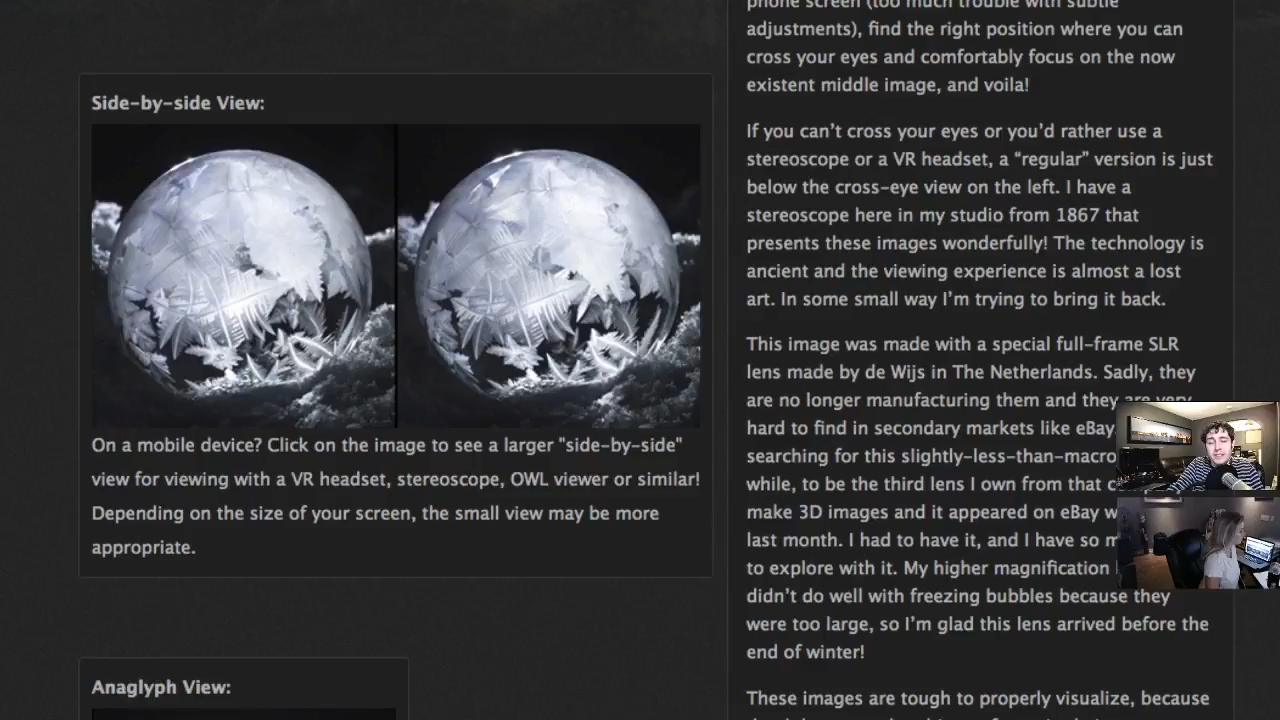 Side-by-side View:
On a mobile device? Click on the image to see a larger "side-by-side"
view for viewing with a VR headset, stereoscope, OWL viewer or similar!
Depending on the size of your screen, the small view may be more
appropriate.
Anaglyph View:
phone screen (too much trouble with subtle
adjustments), find the right position where you can
cross your eyes and comfortably focus on the now
existent middle image, and voila!
If you can’t cross your eyes or you’d rather use a
stereoscope or a VR headset, a “regular” version is just
below the cross-eye view on the left. I have a
stereoscope here in my studio from 1867 that
presents these images wonderfully! The technology is
ancient and the viewing experience is almost a lost
art. In some small way I’m trying to bring it back.
This image was made with a special full-frame SLR
lens made by de Wijs in The Netherlands. Sadly, they
are no longer manufacturing them and they are very
hard to find in secondary markets like eBay.
searching for this slightly-less-than-macro
while, to be the third lens I own from that
make 3D images and it appeared on eBay
last month. I had to have it, and I have so
to explore with it. My higher magnification
didn’t do well with freezing bubbles because they
were too large, so I’m glad this lens arrived before the
end of winter!
These images are tough to properly visualize, because